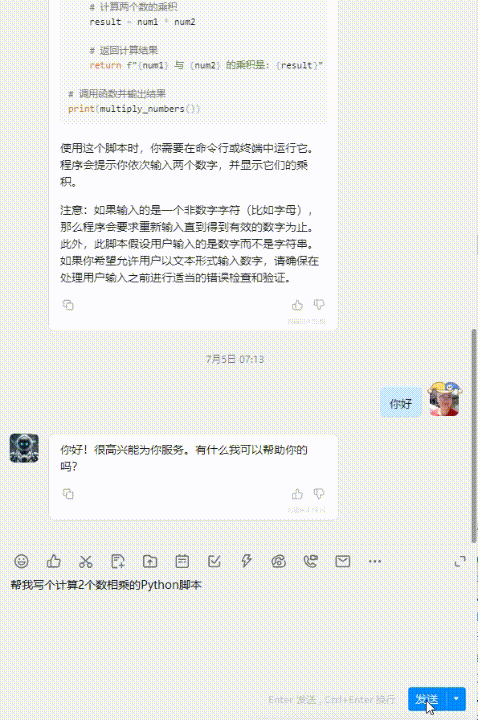 # 计算两个数的乘积
result = num1 * num2
# 返回计算结果
return f"{num1} 与 {num2} 的乘积是: {result}"
# 调用函数并输出结果
print(multiply_numbers())
使用这个脚本时，你需要在命令行或终端中运行它。
程序会提示你依次输入两个数字，并显示它们的乘
积。
注意：如果输入的是一个非数字字符（比如字母），
那么程序会要求重新输入直到得到有效的数字为止。
此外，此脚本假设用户输入的是数字而不是字符串。
如果你希望允许用户以文本形式输入数字，请确保在
处理用户输入之前进行适当的错误检查和验证。
7月5日 07:13
你好
你好！很高兴能为你服务。有什么我可以帮助你的
吗？
帮我写个计算2个数相乘的Python脚本
Enter 发送 , Ctrl+Enter 换行
发送